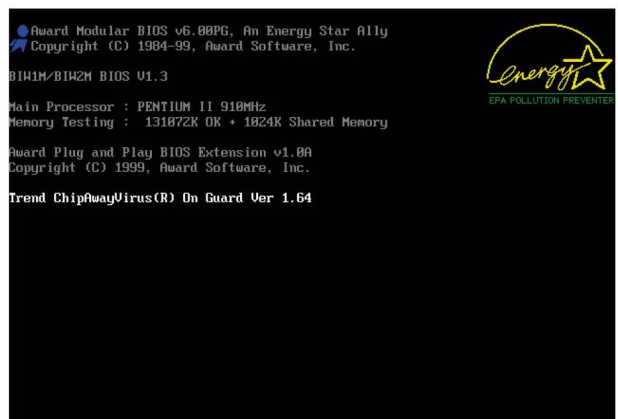 Award Modular BIOS v6.00PG, An Energy Star Ally
Copyright (C) 1984-99, Award Software, Inc.
energy
EPA POLLUTION PREVENTER
BIW1M/BIW2M BIOS V1.3
Main Processor : PENTIUM II 910MHz
Memory Testing :  131072K OK + 1024K Shared Memory
Award Plug and Play BIOS Extension v1.0A
Copyright (C) 1999, Award Software, Inc.
Trend ChipAwayVirus(R) On Guard Ver 1.64